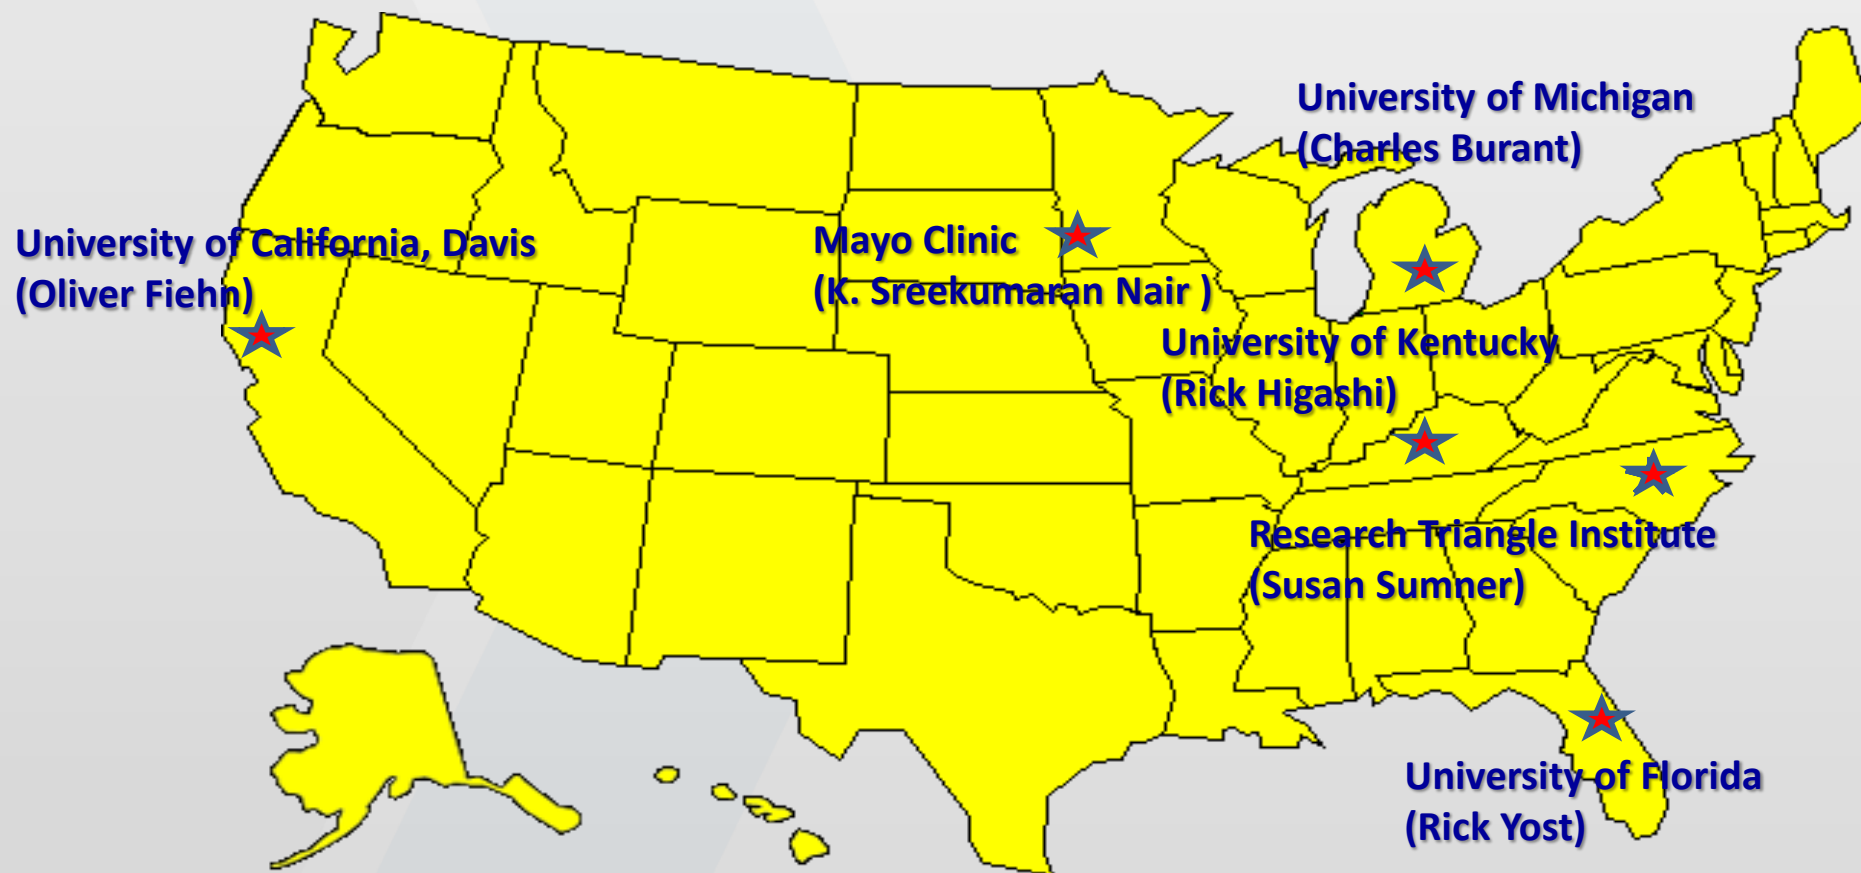 University of Michigan
(Charles Burant)
University of California, Davis
(Oliver Fiehn)
Mayo Clinic
(K. Sreekumaran Nair )
University of Kentucky
(Rick Higashi)
Research Triangle Institute
(Susan Sumner)
University of Florida
(Rick Yost)